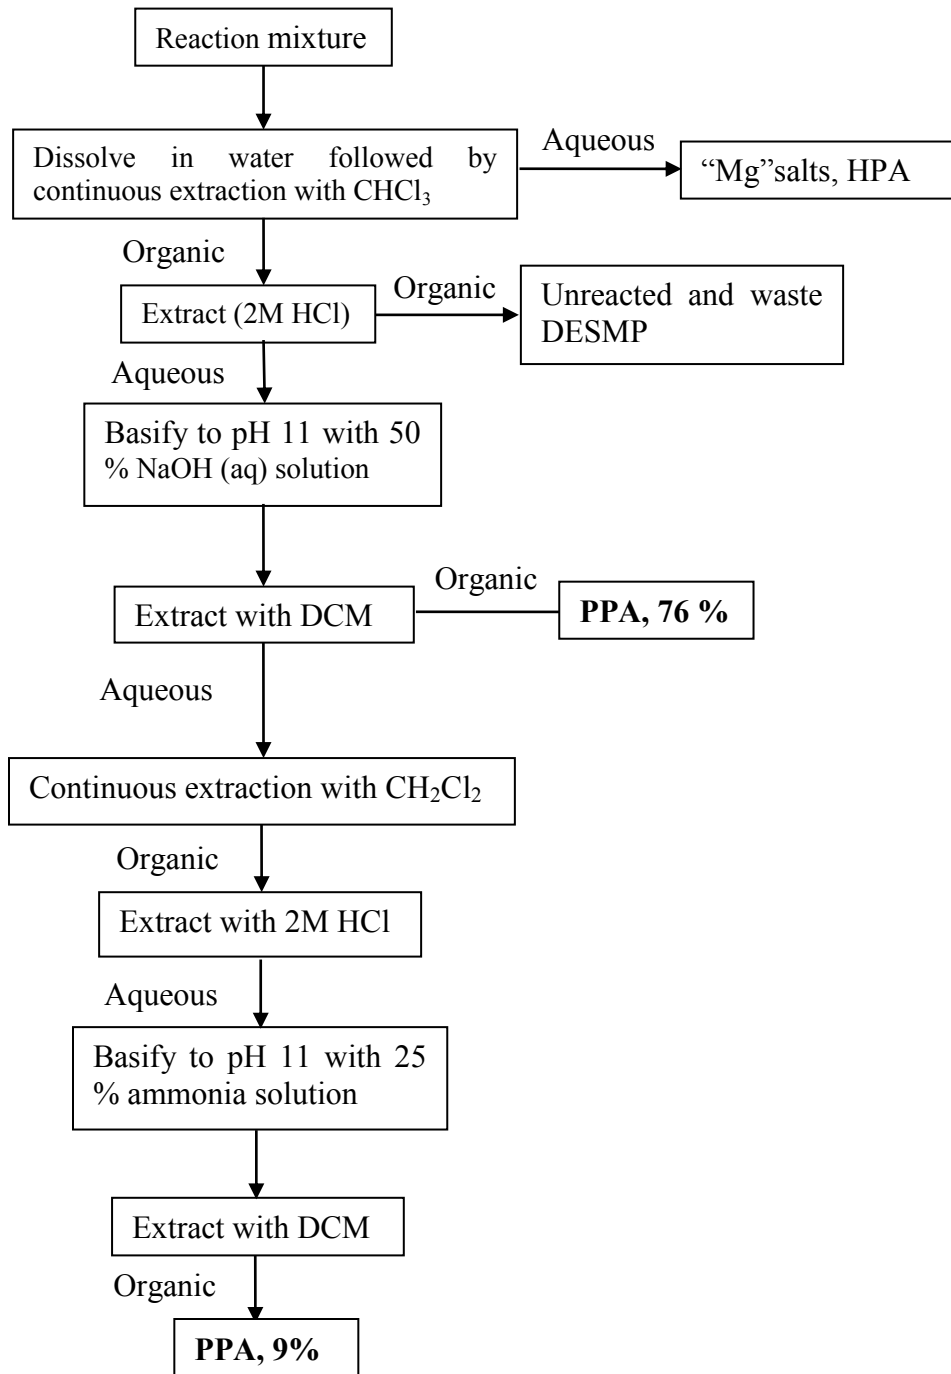 Reaction mixture
Aqueous
Dissolve in water followed by
continuous extraction with CHCl₃
“Mg”salts, HPA
Organic
Organic
Extract (2M HCl)
Unreacted and waste
DESMP
Aqueous
Basify to pH 11 with 50
% NaOH (aq) solution
Organic
Extract with DCM
PPA, 76 %
Aqueous
Continuous extraction with CH₂Cl₂
Organic
Extract with 2M HCl
Aqueous
Basify to pH 11 with 25
% ammonia solution
Extract with DCM
Organic
PPA, 9%